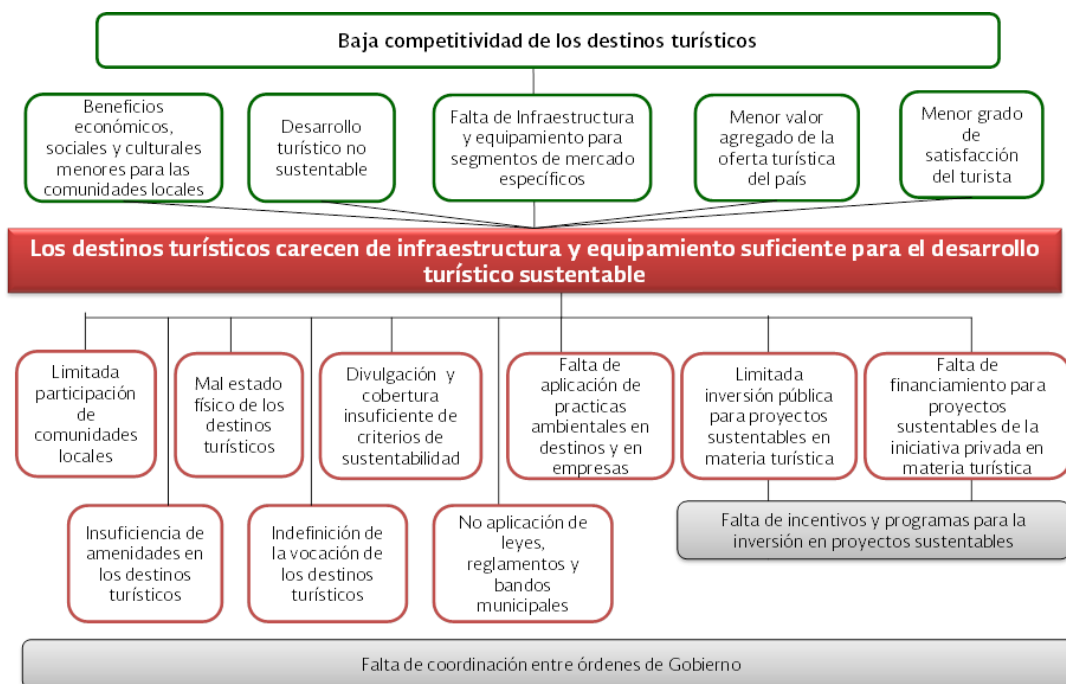 Baja competitividad de los destinos turísticos
Beneficios
económicos,
sociales y culturales
menores para las
comunidades locales
Desarrollo
turístico no
sustentable
Falta de Infraestructura
y equipamiento para
segmentos de mercado
específicos
Menor valor
agregado de la
oferta turística
del país
Menor grado
de
satisfacción
del turista
Los destinos turísticos carecen de infraestructura y equipamiento suficiente para el desarrollo
turístico sustentable
Limitada
participación
de
comunidades
locales
Mal estado
físico de los
destinos
turísticos
Divulgación y
cobertura
insuficiente de
criterios de
sustentabilidad
Falta de
aplicación de
practicas
ambientales en
destinos y en
empresas
Limitada
inversión pública
para proyectos
sustentables en
materia turística
Falta de
financiamiento para
proyectos
sustentables de la
iniciativa privada en
materia turística
Insuficiencia de
amenidades en
los destinos
turísticos
Indefinición de
la vocación de
los destinos
turísticos
No aplicación de
leyes,
reglamentos y
bandos
municipales
Falta de incentivos y programas para la
inversión en proyectos sustentables
Falta de coordinación entre órdenes de Gobierno